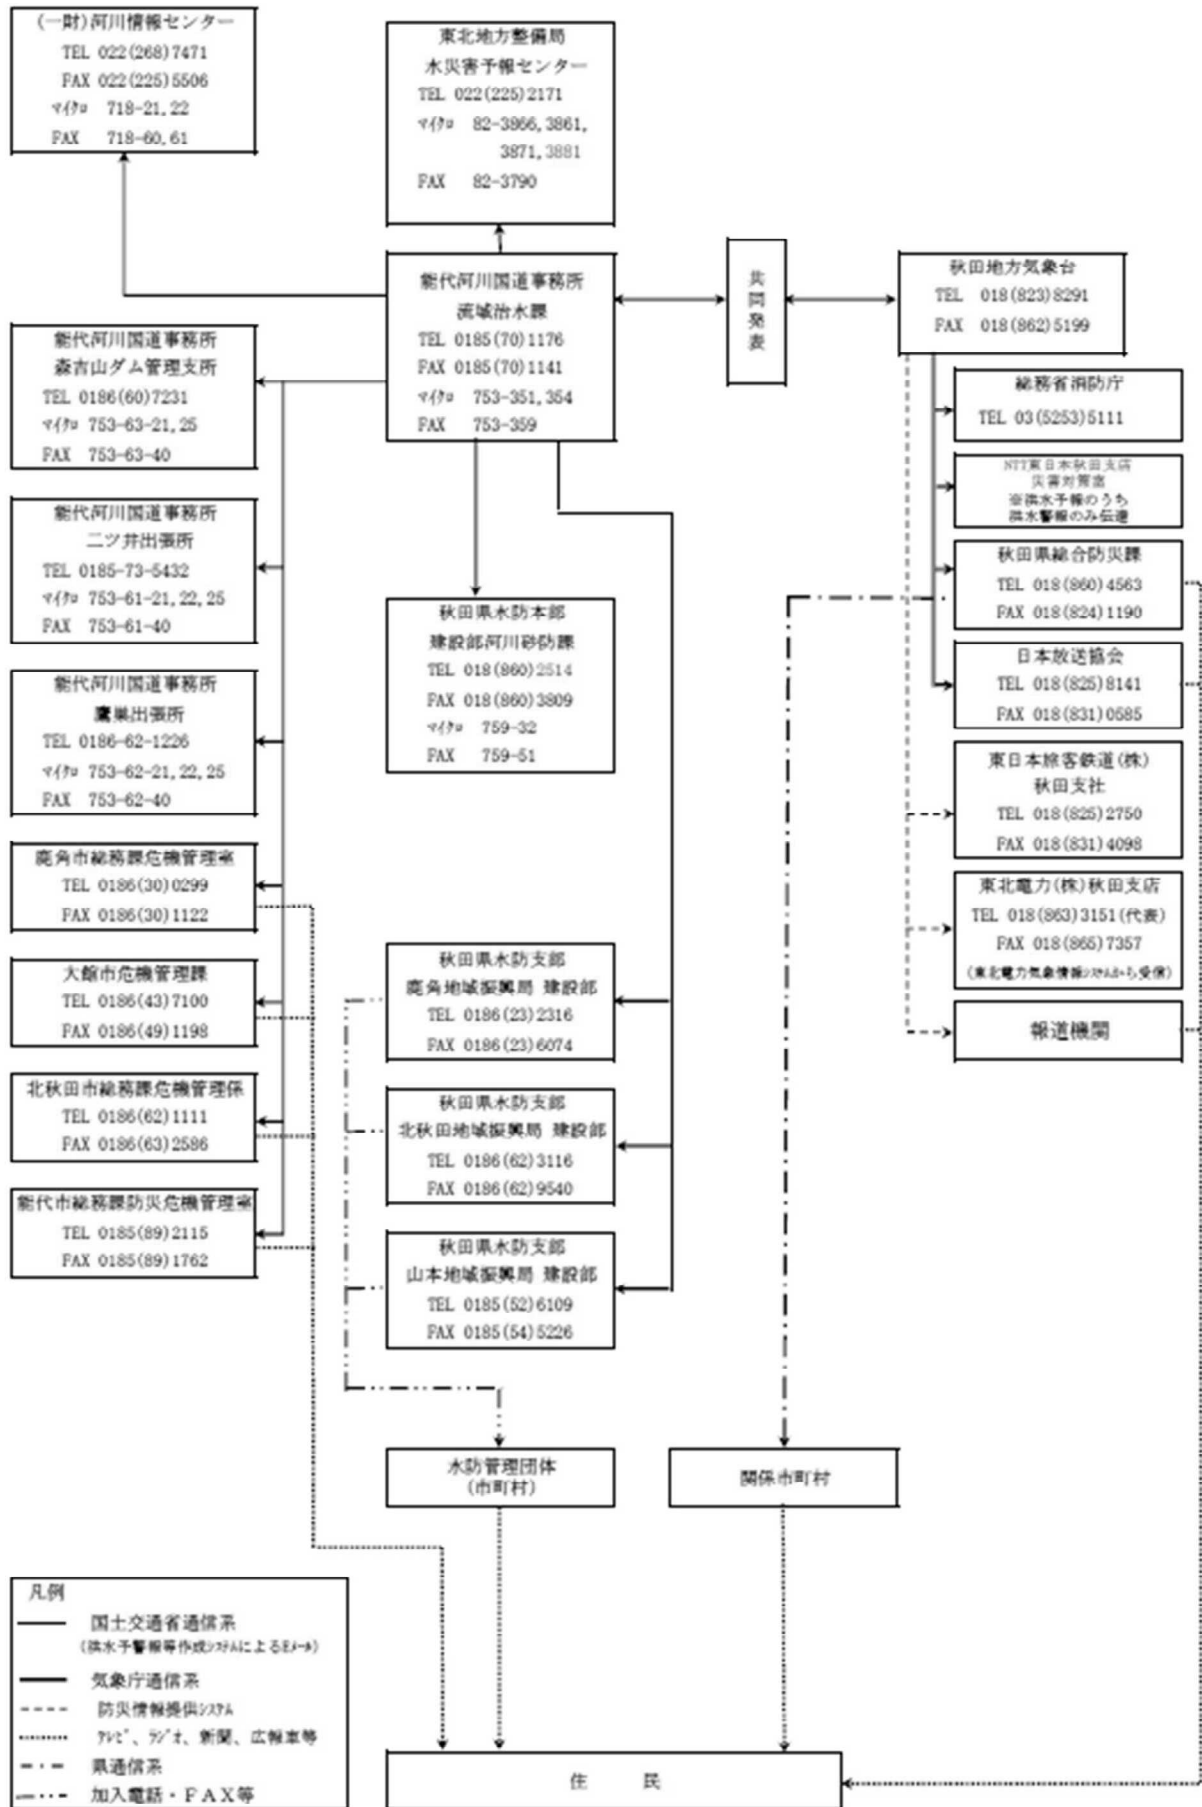 (一財)河川情報センター
TEL 022(268)7471
FAX 022(225)5506
マイクロ 718-21,22
FAX 718-60,61
東北地方整備局
水災害予報センター
TEL 022(225)2171
マイクロ 82-3866,3861,
3871,3881
FAX 82-3790
能代河川国道事務所
流域治水課
TEL 0185(70)1176
FAX 0185(70)1141
マイクロ 753-351,354
FAX 753-359
共同発表
秋田地方気象台
TEL 018(823)8291
FAX 018(862)5199
能代河川国道事務所
森吉山ダム管理支所
TEL 0186(60)7231
マイクロ 753-63-21,25
FAX 753-63-40
能代河川国道事務所
二ツ井出張所
TEL 0185-73-5432
マイクロ 753-61-21,22,25
FAX 753-61-40
能代河川国道事務所
鷹巣出張所
TEL 0186-62-1226
マイクロ 753-62-21,22,25
FAX 753-62-40
鹿角市総務課危機管理室
TEL 0186(30)0299
FAX 0186(30)1122
大館市危機管理課
TEL 0186(43)7100
FAX 0186(49)1198
北秋田市総務課危機管理係
TEL 0186(62)1111
FAX 0186(63)2586
能代市総務課防災危機管理室
TEL 0185(89)2115
FAX 0185(89)1762
秋田県水防本部
建設部河川砂防課
TEL 018(860)2514
FAX 018(860)3809
マイクロ 759-32
FAX 759-51
秋田県水防支部
鹿角地域振興局 建設部
TEL 0186(23)2316
FAX 0186(23)6074
秋田県水防支部
北秋田地域振興局 建設部
TEL 0186(62)3116
FAX 0186(62)9540
秋田県水防支部
山本地域振興局 建設部
TEL 0185(52)6109
FAX 0185(54)5226
総務省消防庁
TEL 03(5253)5111
NTT東日本秋田支店
災害対策室
※洪水予報のうち
洪水警報のみ伝達
秋田県総合防災課
TEL 018(860)4563
FAX 018(824)1190
日本放送協会
TEL 018(825)8141
FAX 018(831)0585
東日本旅客鉄道(株)
秋田支社
TEL 018(825)2750
FAX 018(831)4098
東北電力(株)秋田支店
TEL 018(863)3151(代表)
FAX 018(865)7357
(東北電力気象情報システムから受信)
報道機関
水防管理団体
(市町村)
関係市町村
住 民
凡例
国土交通省通信系
(洪水予警報等作成システムによるEメール)
気象庁通信系
防災情報提供システム
テレビ、ラジオ、新聞、広報車等
県通信系
加入電話・FAX等